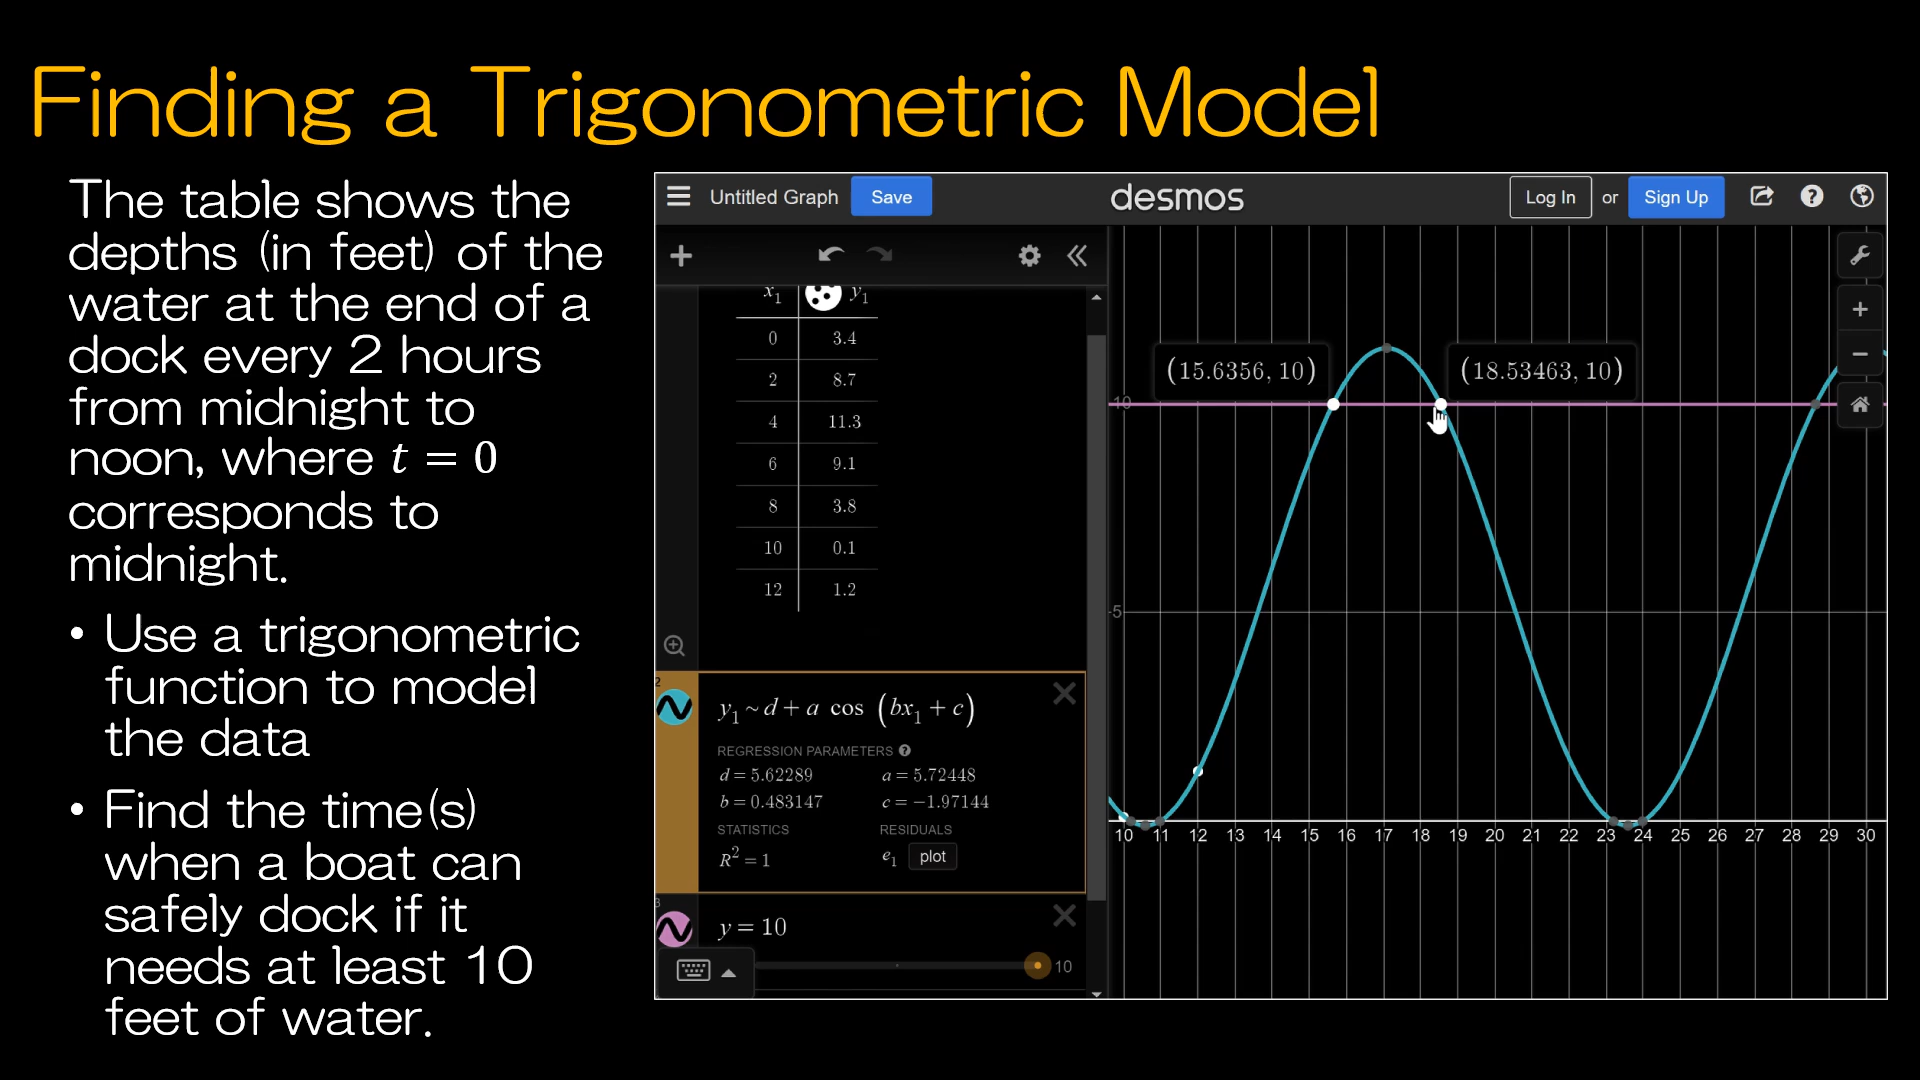 Finding a Trigonometric Model
The table shows the
depths (in feet) of the
water at the end of a
dock every 2 hours
from midnight to
noon, where t = 0
corresponds to
midnight.
• Use a trigonometric
function to model
the data
• Find the time(s)
when a boat can
safely dock if it
needs at least 10
feet of water.
Untitled Graph Save desmos Log In or Sign Up
x₁ y₁
0 3.4
2 8.7
4 11.3
6 9.1
8 3.8
10 0.1
12 1.2
2
y₁ ~ d + a cos (bx₁ + c)
REGRESSION PARAMETERS
d = 5.62289 a = 5.72448
b = 0.483147 c = −1.97144
STATISTICS RESIDUALS
R² = 1 e₁ plot
3
y = 10
10
(15.6356, 10) (18.53463, 10)
10
5
10 11 12 13 14 15 16 17 18 19 20 21 22 23 24 25 26 27 28 29 30